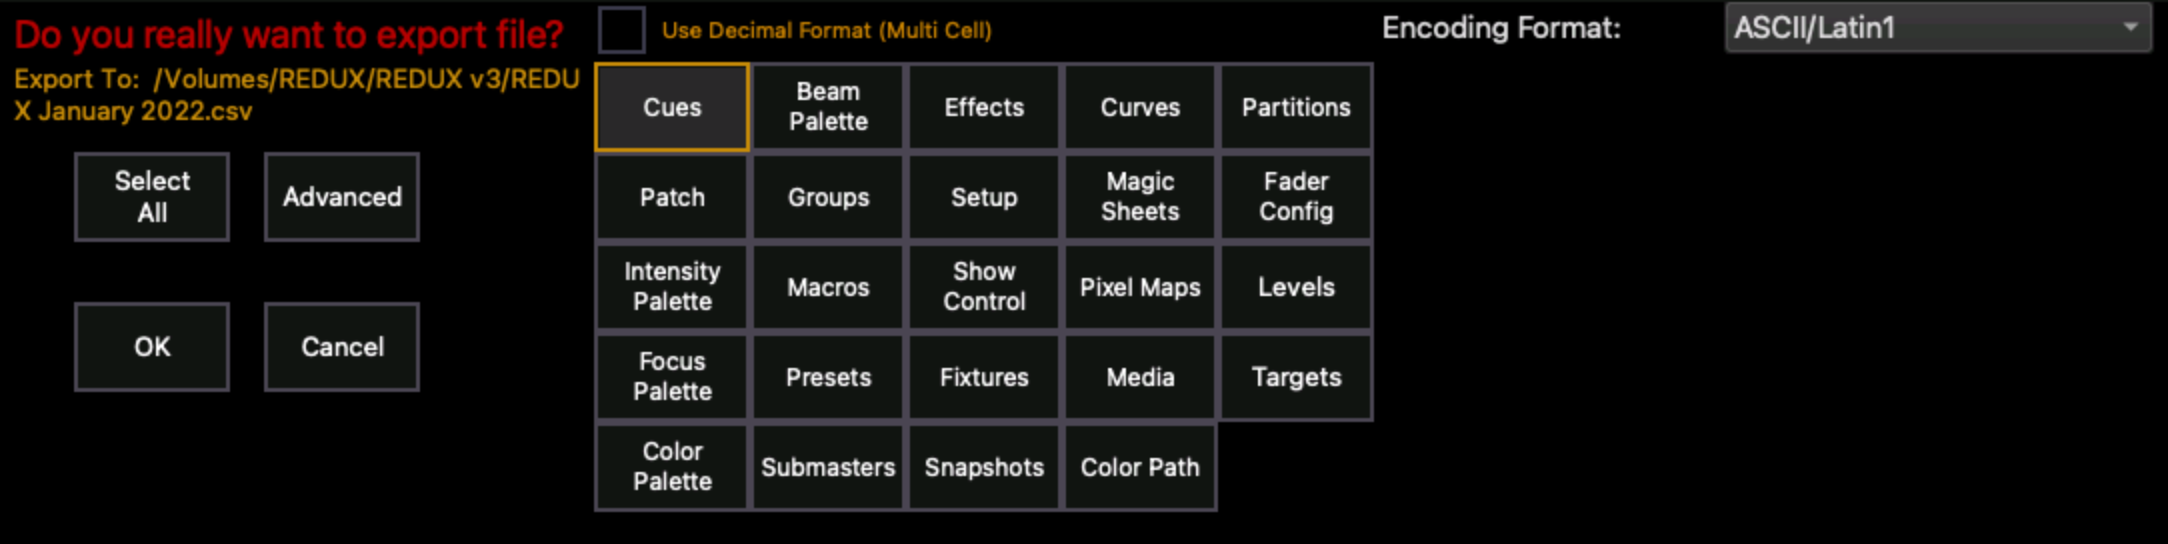 Do you really want to export file?
Export To:  /Volumes/REDUX/REDUX v3/REDU
X January 2022.csv
Select
All
Advanced
OK
Cancel
Use Decimal Format (Multi Cell)
Encoding Format:
ASCII/Latin1
Cues
Beam
Palette
Effects
Curves
Partitions
Patch
Groups
Setup
Magic
Sheets
Fader
Config
Intensity
Palette
Macros
Show
Control
Pixel Maps
Levels
Focus
Palette
Presets
Fixtures
Media
Targets
Color
Palette
Submasters
Snapshots
Color Path